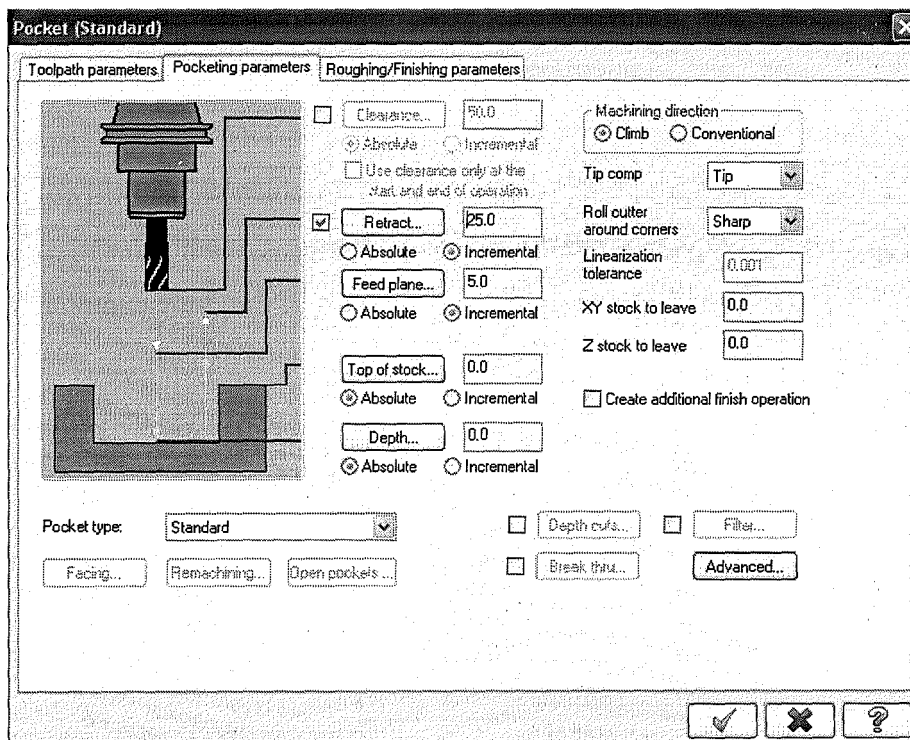 Pocket (Standard)
Toolpath parameters Pocketing parameters Roughing/Finishing parameters
Clearance... 50.0
Absolute Incremental
Use clearance only at the
start and end of operation
Retract... 25.0
Absolute Incremental
Feed plane... 5.0
Absolute Incremental
Top of stock... 0.0
Absolute Incremental
Depth... 0.0
Absolute Incremental
Machining direction
Climb Conventional
Tip comp Tip
Roll cutter
around corners Sharp
Linearization
tolerance 0.001
XY stock to leave 0.0
Z stock to leave 0.0
Create additional finish operation
Pocket type: Standard
Facing... Remachining... Open pockets ...
Depth cuts... Filter...
Break thru... Advanced...